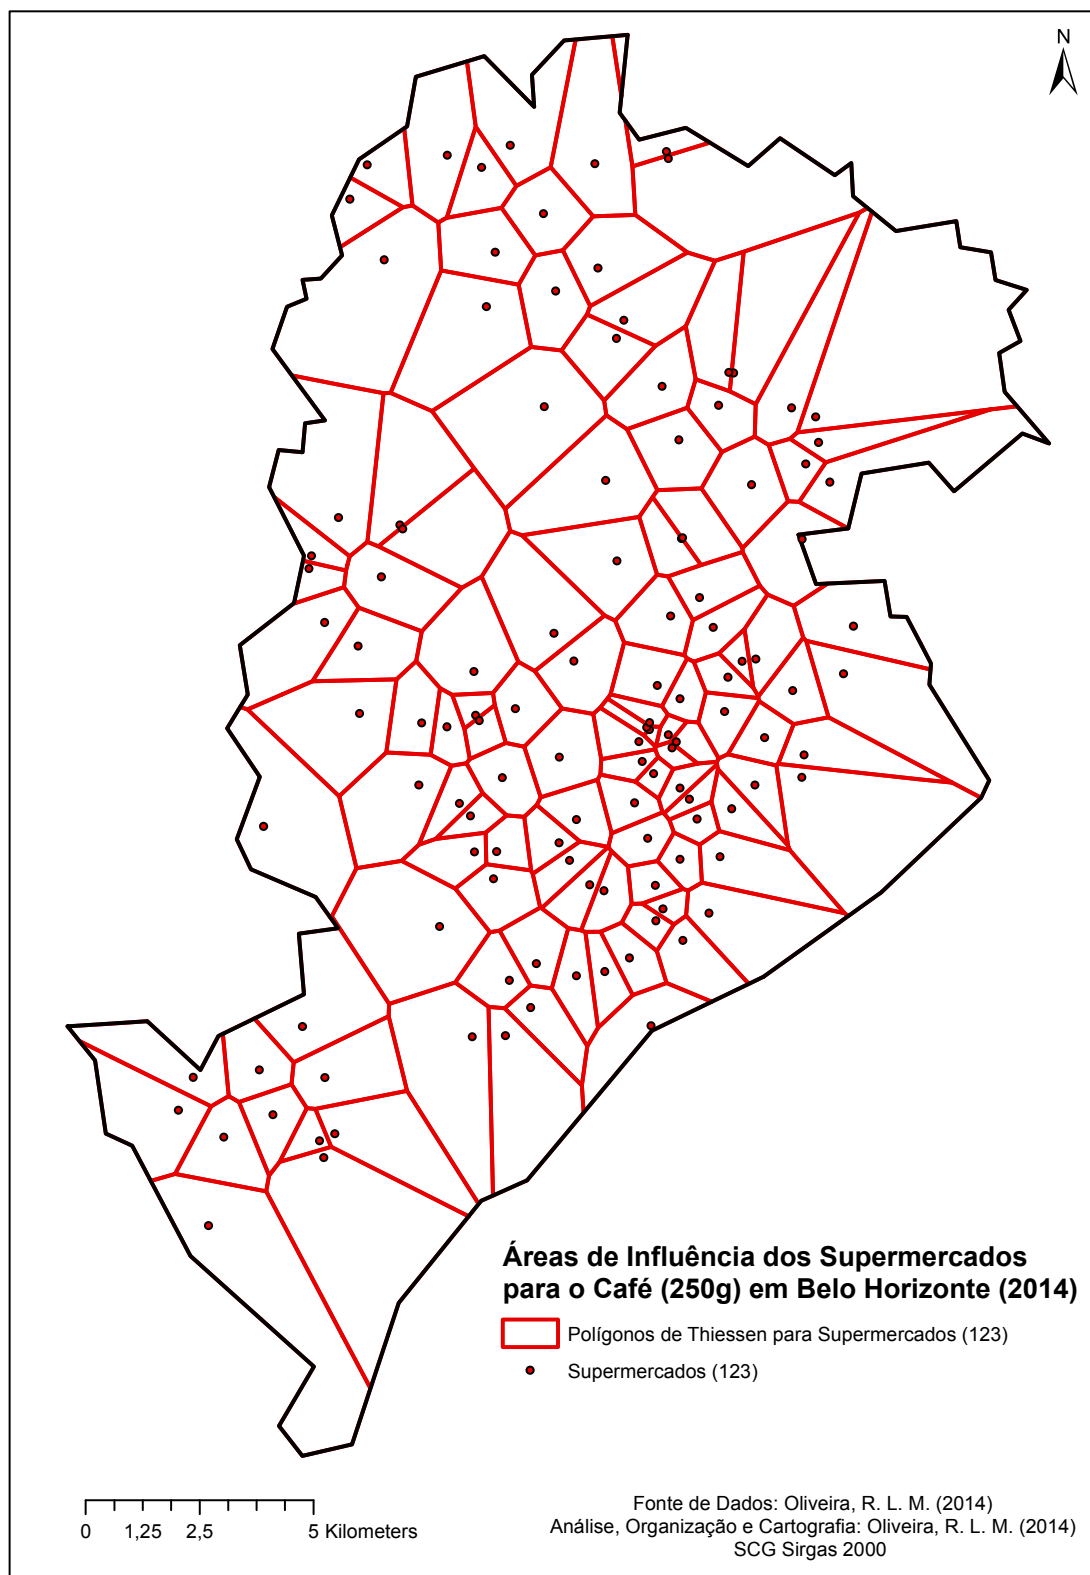 N
Áreas de Influência dos Supermercados
para o Café (250g) em Belo Horizonte (2014)
Polígonos de Thiessen para Supermercados (123)
Supermercados (123)
0 1,25 2,5 5 Kilometers
Fonte de Dados: Oliveira, R. L. M. (2014)
Análise, Organização e Cartografia: Oliveira, R. L. M. (2014)
SCG Sirgas 2000